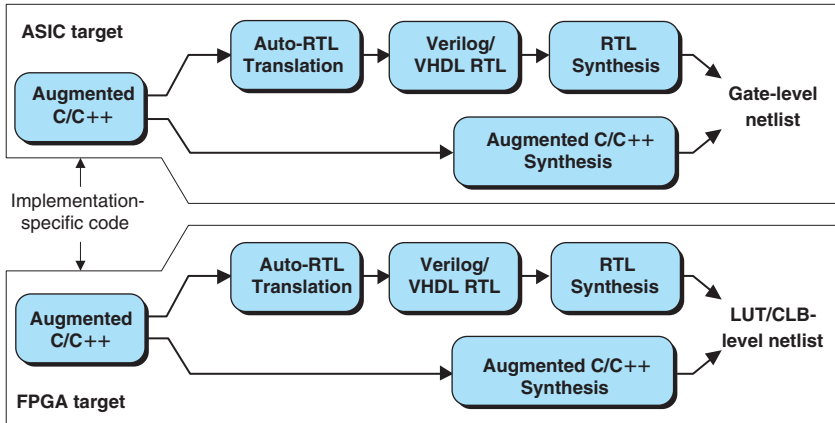 ASIC target
Auto-RTL
Translation
Verilog/
VHDL RTL
RTL
Synthesis
Augmented
C/C++
Gate-level
netlist
Augmented C/C++
Synthesis
Implementation-
specific code
Auto-RTL
Translation
Verilog/
VHDL RTL
RTL
Synthesis
Augmented
C/C++
LUT/CLB-
level netlist
Augmented C/C++
Synthesis
FPGA target